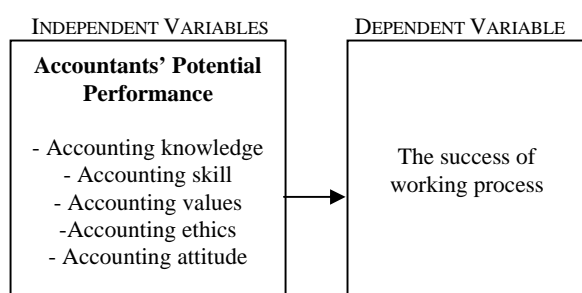 INDEPENDENT VARIABLES
Accountants’ Potential
Performance
- Accounting knowledge
- Accounting skill
- Accounting values
-Accounting ethics
- Accounting attitude
DEPENDENT VARIABLE
The success of
working process